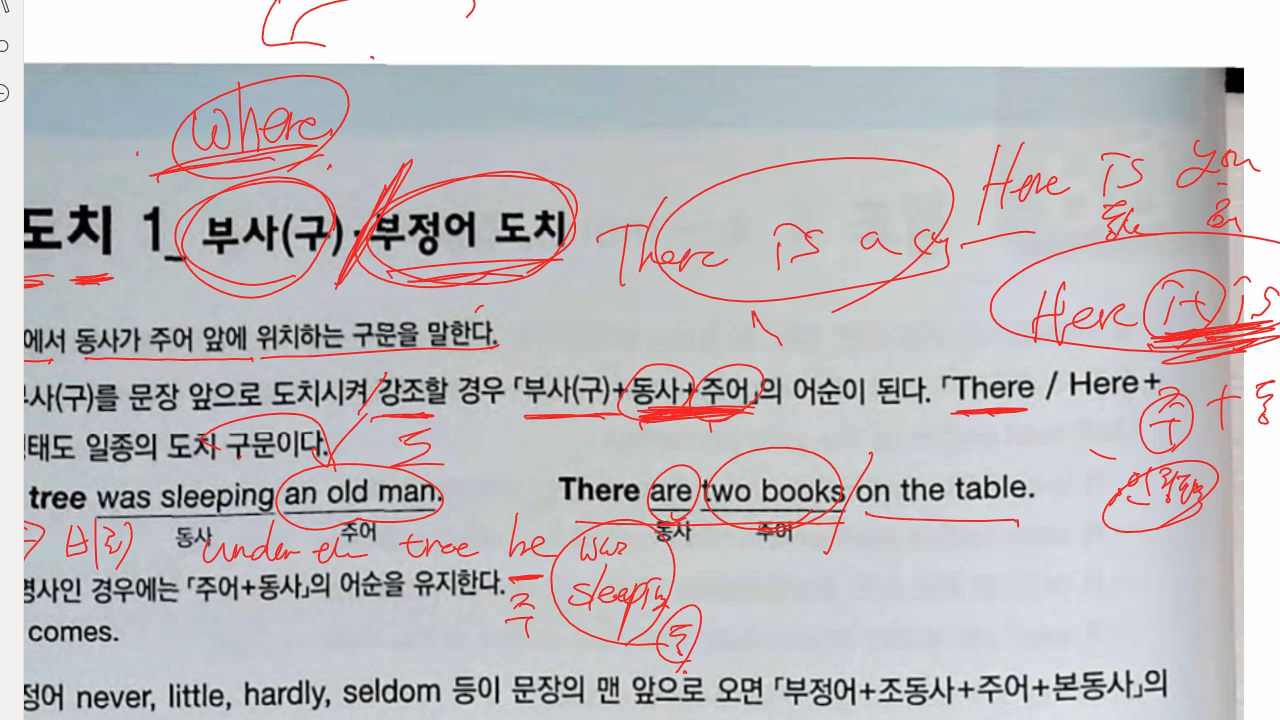 where
Here is you
동 주
도치 1_ 부사(구)·부정어 도치
There is a
Here it is
에서 동사가 주어 앞에 위치하는 구문을 말한다.
사(구)를 문장 앞으로 도치시켜 강조할 경우 「부사(구)+동사+주어」의 어순이 된다. 「There / Here+
주 + 동
태도 일종의 도치 구문이다.
tree was sleeping an old man. There are two books on the table.
동사 주어 동사 주어
under the tree he was sleeping
주 동
명사인 경우에는 「주어+동사」의 어순을 유지한다.
comes.
정어 never, little, hardly, seldom 등이 문장의 맨 앞으로 오면 「부정어+조동사+주어+본동사」의